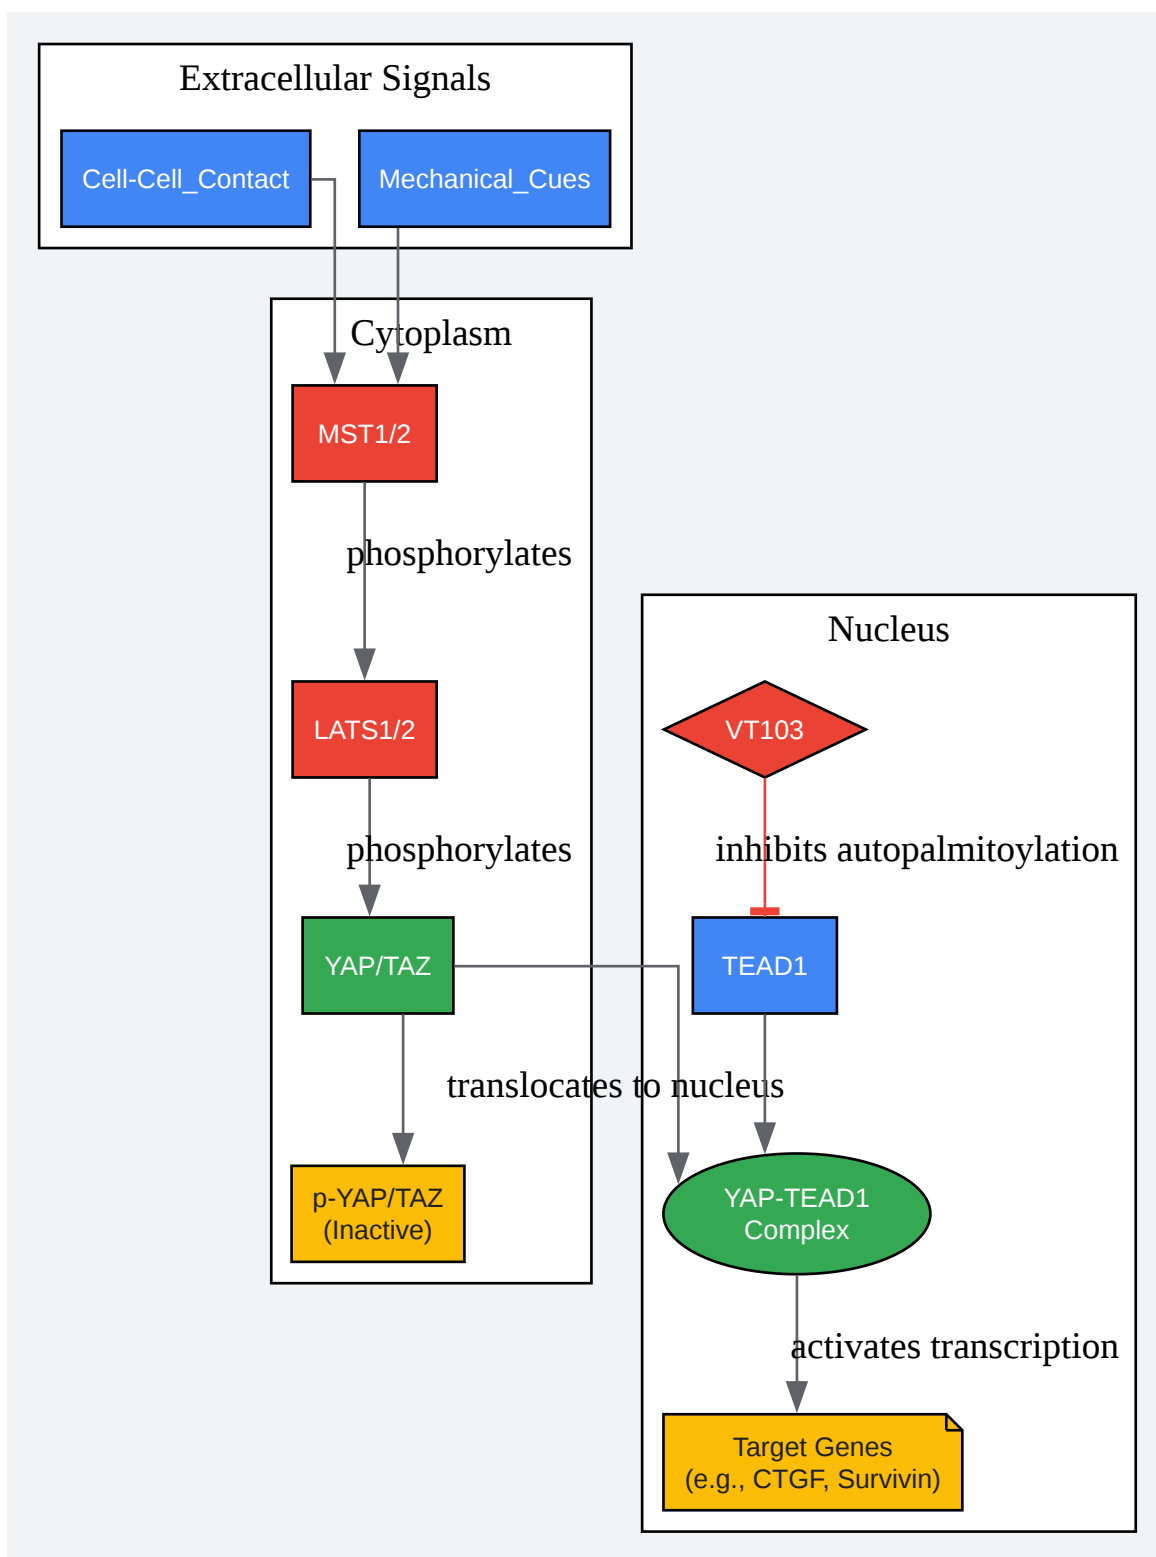 Extracellular Signals
Cell-Cell_Contact
Mechanical_Cues
Cytoplasm
MST1/2
phosphorylates
LATS1/2
phosphorylates
YAP/TAZ
translocates to nucleus
p-YAP/TAZ
(Inactive)
Nucleus
VT103
inhibits autopalmitoylation
TEAD1
YAP-TEAD1
Complex
activates transcription
Target Genes
(e.g., CTGF, Survivin)